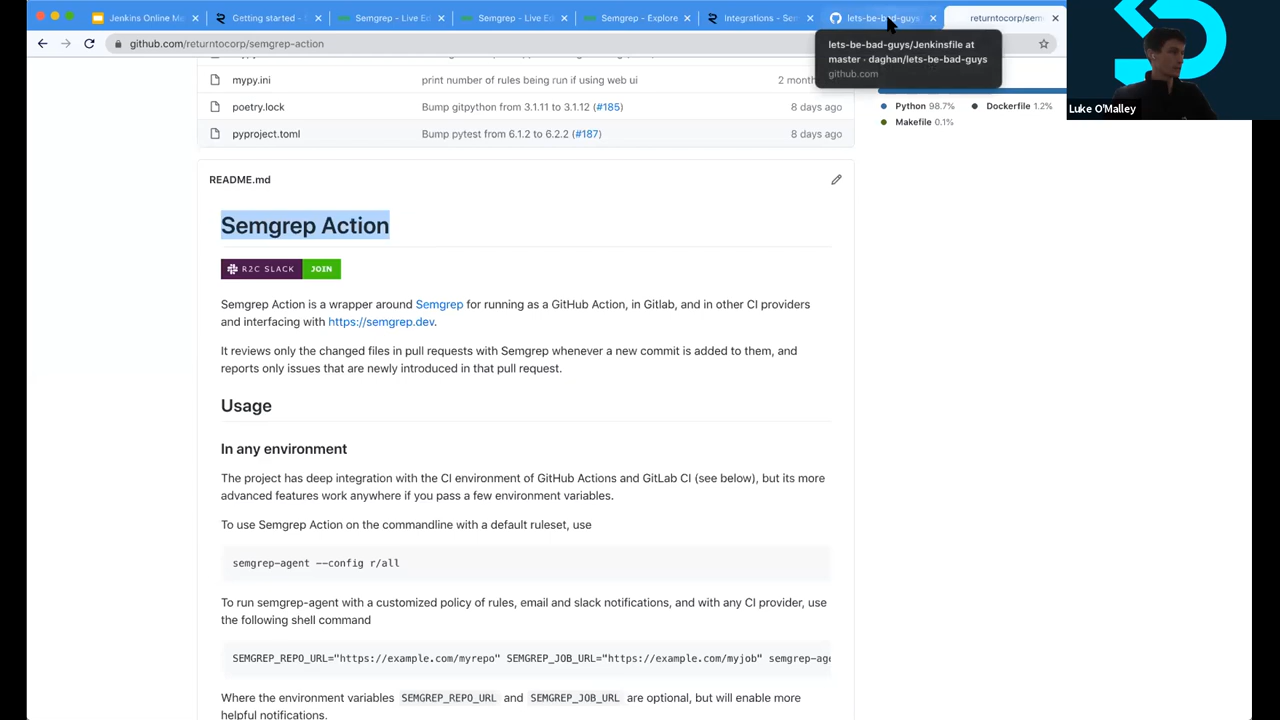 Jenkins Online Me
Getting started -
Semgrep - Live Ed
Semgrep - Live Ed
Semgrep - Explore
Integrations - Sem
lets-be-bad-guys
returntocorp/sem
github.com/returntocorp/semgrep-action
lets-be-bad-guys/Jenkinsfile at
master · daghan/lets-be-bad-guys
github.com
Luke O'Malley
mypy.ini print number of rules being run if using web ui 2 month
poetry.lock Bump gitpython from 3.1.11 to 3.1.12 (#185) 8 days ago
pyproject.toml Bump pytest from 6.1.2 to 6.2.2 (#187) 8 days ago
Python 98.7% Dockerfile 1.2%
Makefile 0.1%
README.md
Semgrep Action
R2C SLACK JOIN
Semgrep Action is a wrapper around Semgrep for running as a GitHub Action, in Gitlab, and in other CI providers
and interfacing with https://semgrep.dev.
It reviews only the changed files in pull requests with Semgrep whenever a new commit is added to them, and
reports only issues that are newly introduced in that pull request.
Usage
In any environment
The project has deep integration with the CI environment of GitHub Actions and GitLab CI (see below), but its more
advanced features work anywhere if you pass a few environment variables.
To use Semgrep Action on the commandline with a default ruleset, use
semgrep-agent --config r/all
To run semgrep-agent with a customized policy of rules, email and slack notifications, and with any CI provider, use
the following shell command
SEMGREP_REPO_URL="https://example.com/myrepo" SEMGREP_JOB_URL="https://example.com/myjob" semgrep-age
Where the environment variables SEMGREP_REPO_URL and SEMGREP_JOB_URL are optional, but will enable more
helpful notifications.